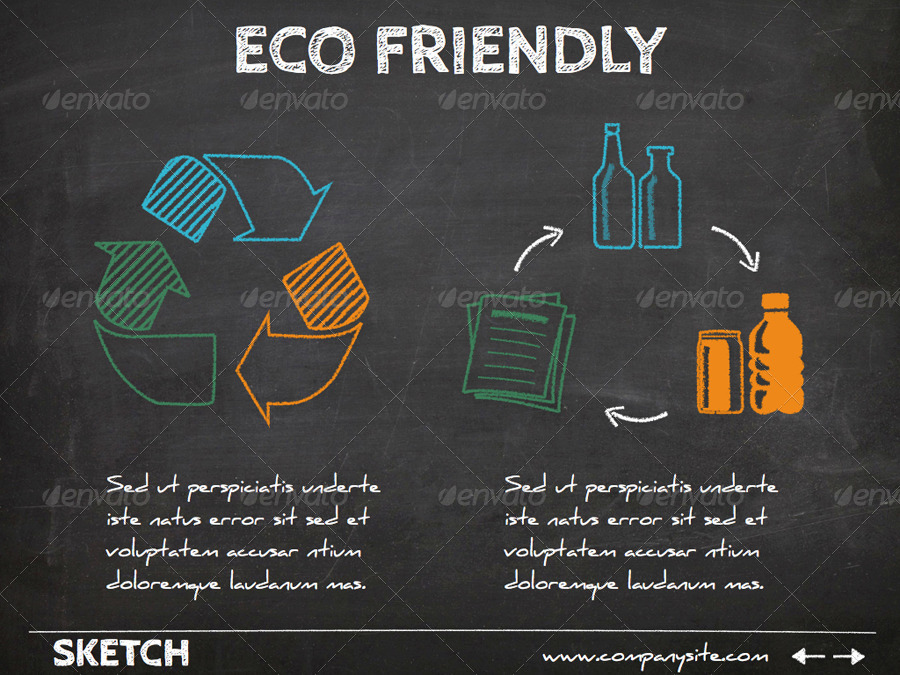 ECO FRIENDLY
envato envato envato envato envato
envato envato envato envato envato
Sed ut perspiciatis underte
iste natus error sit sed et
voluptatem accusar ntium
doloremque laudanum mas.
Sed ut perspiciatis underte
iste natus error sit sed et
voluptatem accusar ntium
doloremque laudanum mas.
envato envato envato envato envato
SKETCH
www.companysite.com